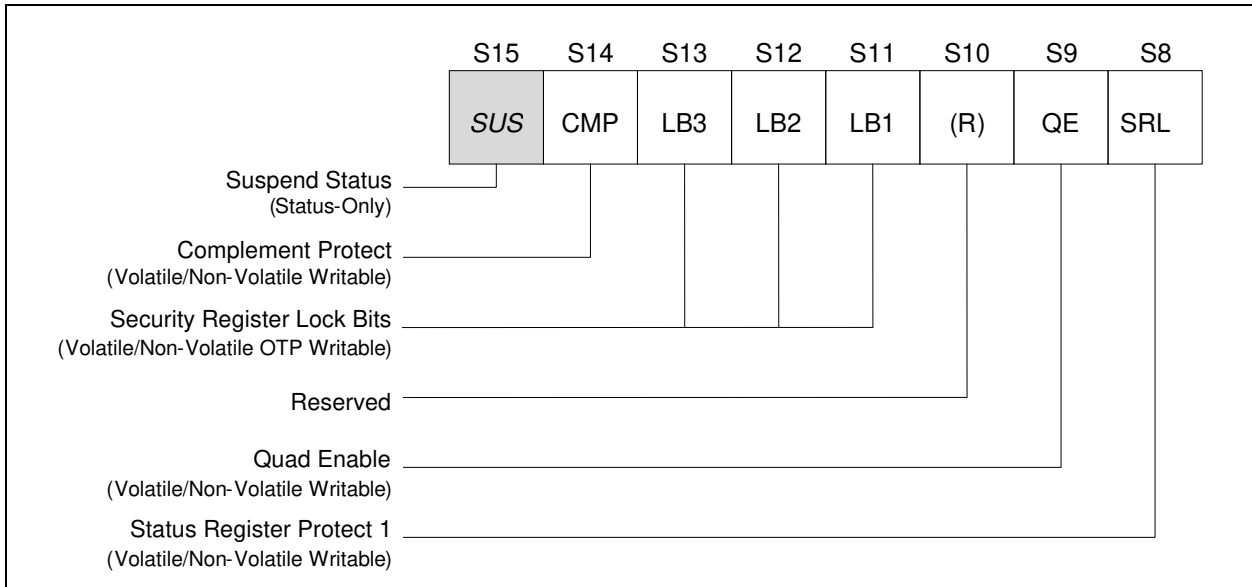 S15 S14 S13 S12 S11 S10 S9 S8
SUS CMP LB3 LB2 LB1 (R) QE SRL
Suspend Status
(Status-Only)
Complement Protect
(Volatile/Non-Volatile Writable)
Security Register Lock Bits
(Volatile/Non-Volatile OTP Writable)
Reserved
Quad Enable
(Volatile/Non-Volatile Writable)
Status Register Protect 1
(Volatile/Non-Volatile Writable)